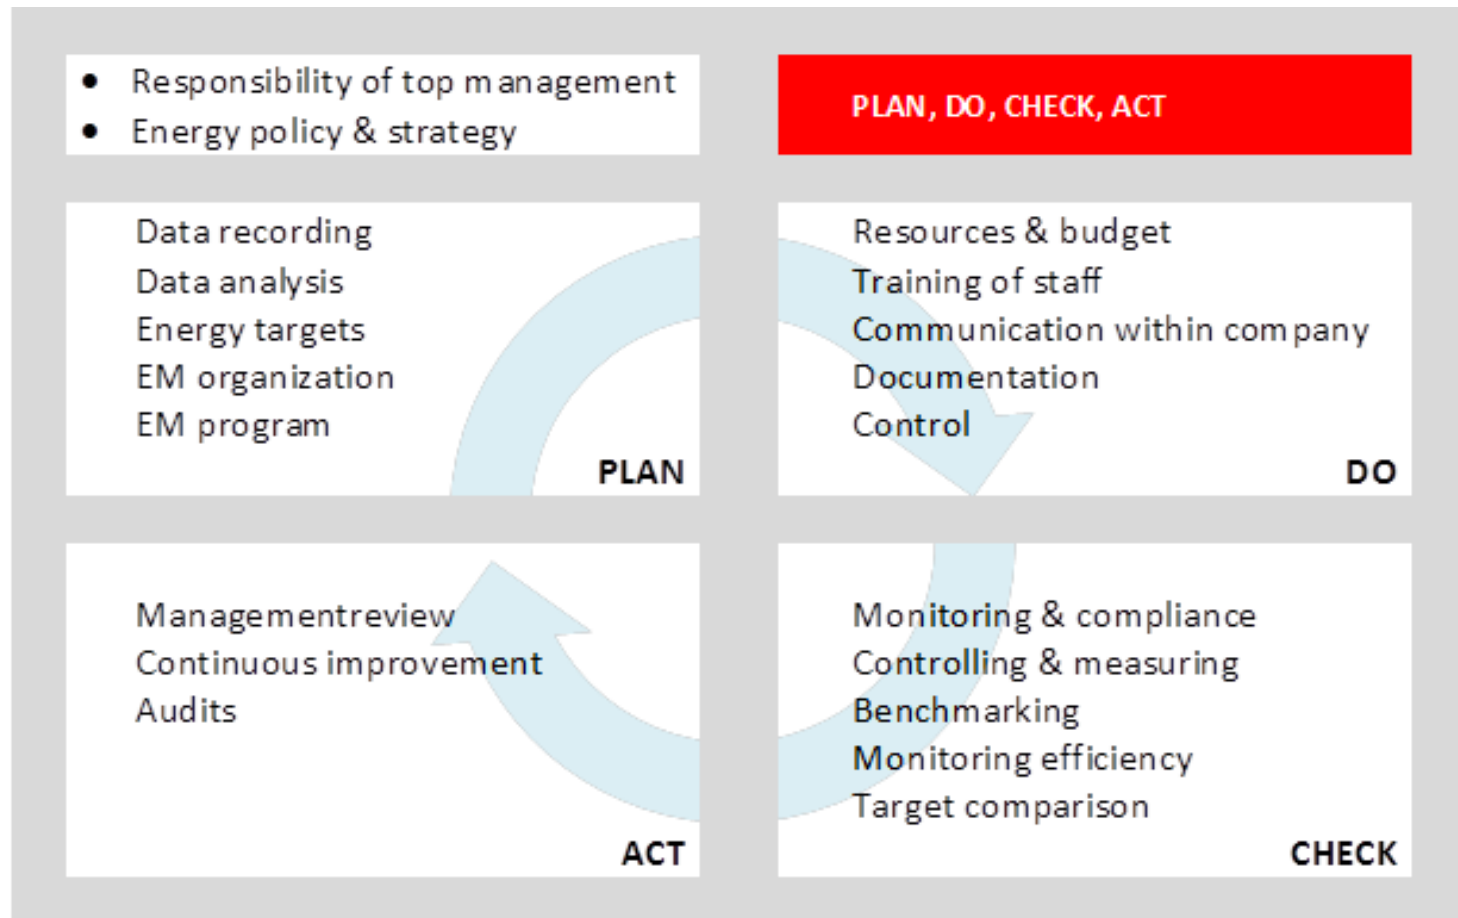 • Responsibility of top management
• Energy policy & strategy
PLAN, DO, CHECK, ACT
Data recording
Data analysis
Energy targets
EM organization
EM program
PLAN
Resources & budget
Training of staff
Communication within company
Documentation
Control
DO
Managementreview
Continuous improvement
Audits
ACT
Monitoring & compliance
Controlling & measuring
Benchmarking
Monitoring efficiency
Target comparison
CHECK